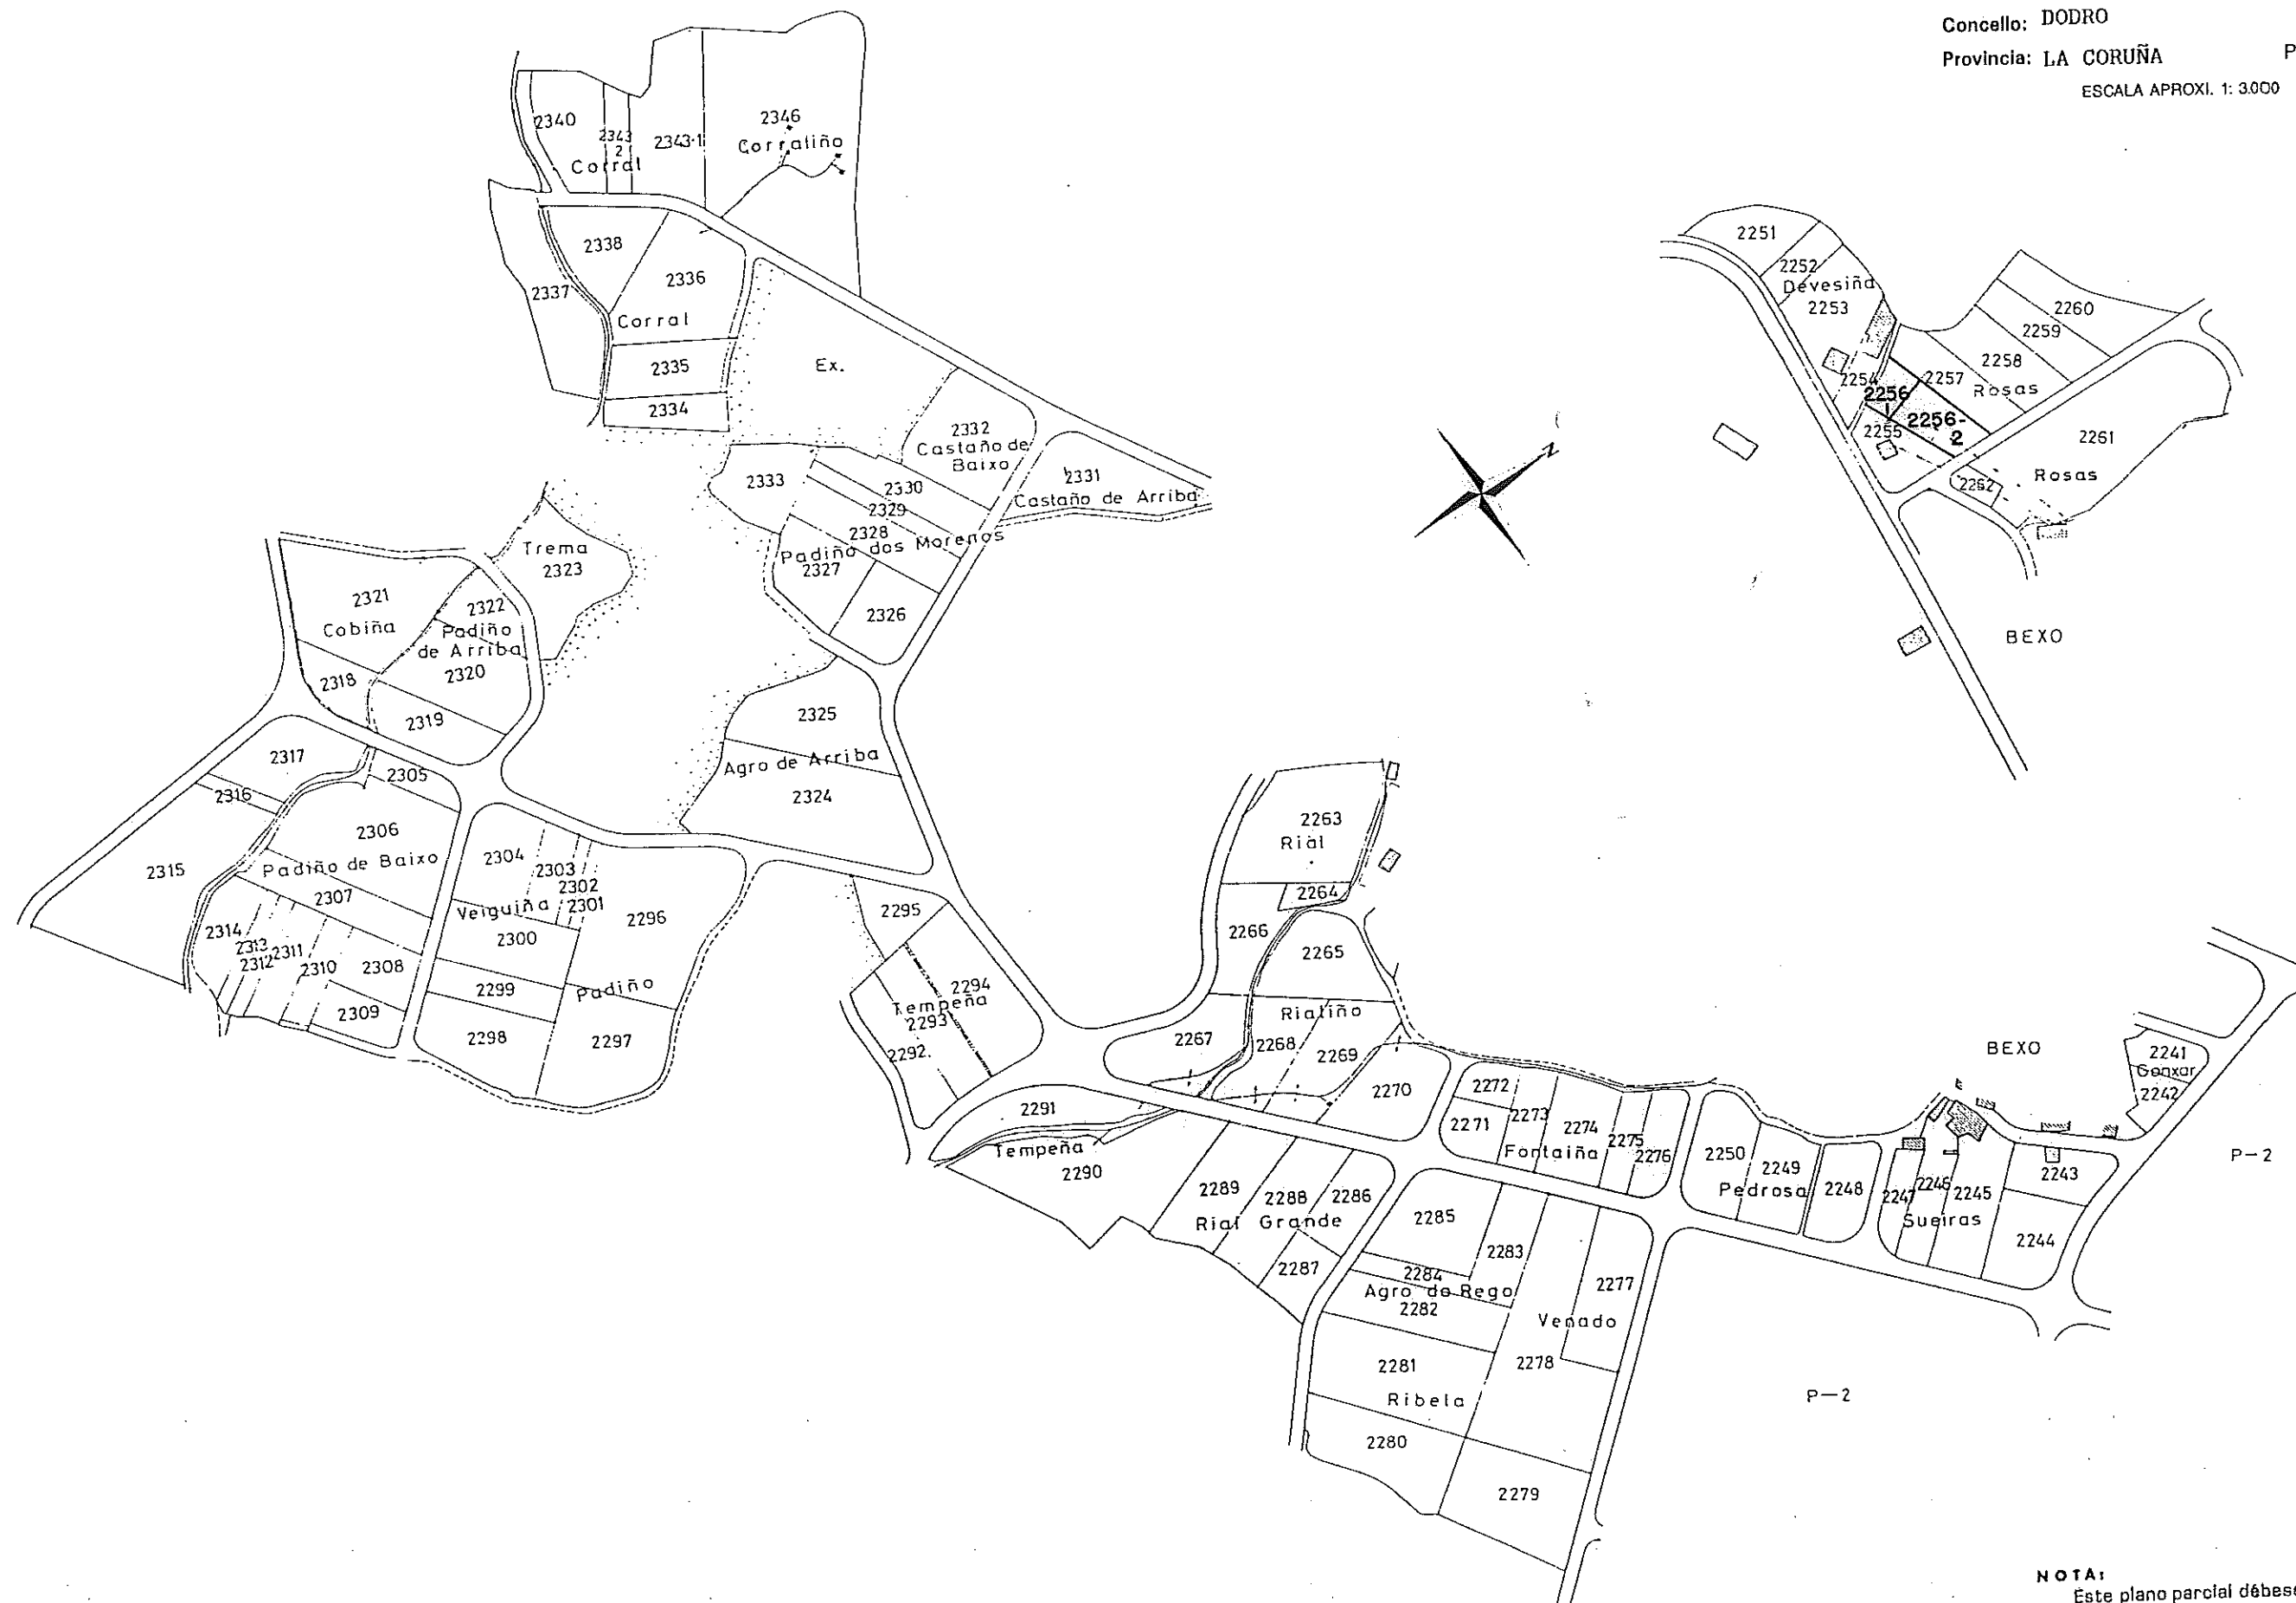 Concello: DODRO
Provincia: LA CORUÑA
P
ESCALA APROXI. 1: 3.000
2340
2343
2
2343-1
2346
Corraliño
Corral
2338
2336
2337
Corral
2335
2334
Ex.
2332
Castaño de
Baixo
2331
Castaño de Arriba
2333
2330
2329
2328
Padiño dos Morenos
2327
2326
Trema
2323
2321
Cobiña
2322
Padiño
de Arriba
2320
2318
2319
2325
Agro de Arriba
2324
2317
2316
2305
2315
2306
Padiño de Baixo
2307
2304
2303
2302
2301
Veiguiña
2300
2296
2314
2313
2312
2311
2310
2308
2309
2299
Padiño
2298
2297
2295
2294
Tempeña
2293
2292
2251
2252
Devesiña
2253
2254
2256
1
2256-
2
2255
2257
2258
2259
2260
Rosas
2261
Rosas
2262
BEXO
2263
Rial
2264
2266
2265
Rialiño
2267
2268
2269
2270
2291
Tempeña
2290
2272
2271
2273
2274
2275
2276
Fontaiña
2250
2249
Pedrosa
2248
2247
2246
2245
Sueiras
2243
2244
BEXO
2241
Gonxar
2242
P-2
2289
2288
2286
Rial Grande
2287
2285
2283
2284
Agro do Rego
2282
2277
Venado
2281
2278
Ribela
2280
2279
P-2
NOTA:
Este plano parcial débese